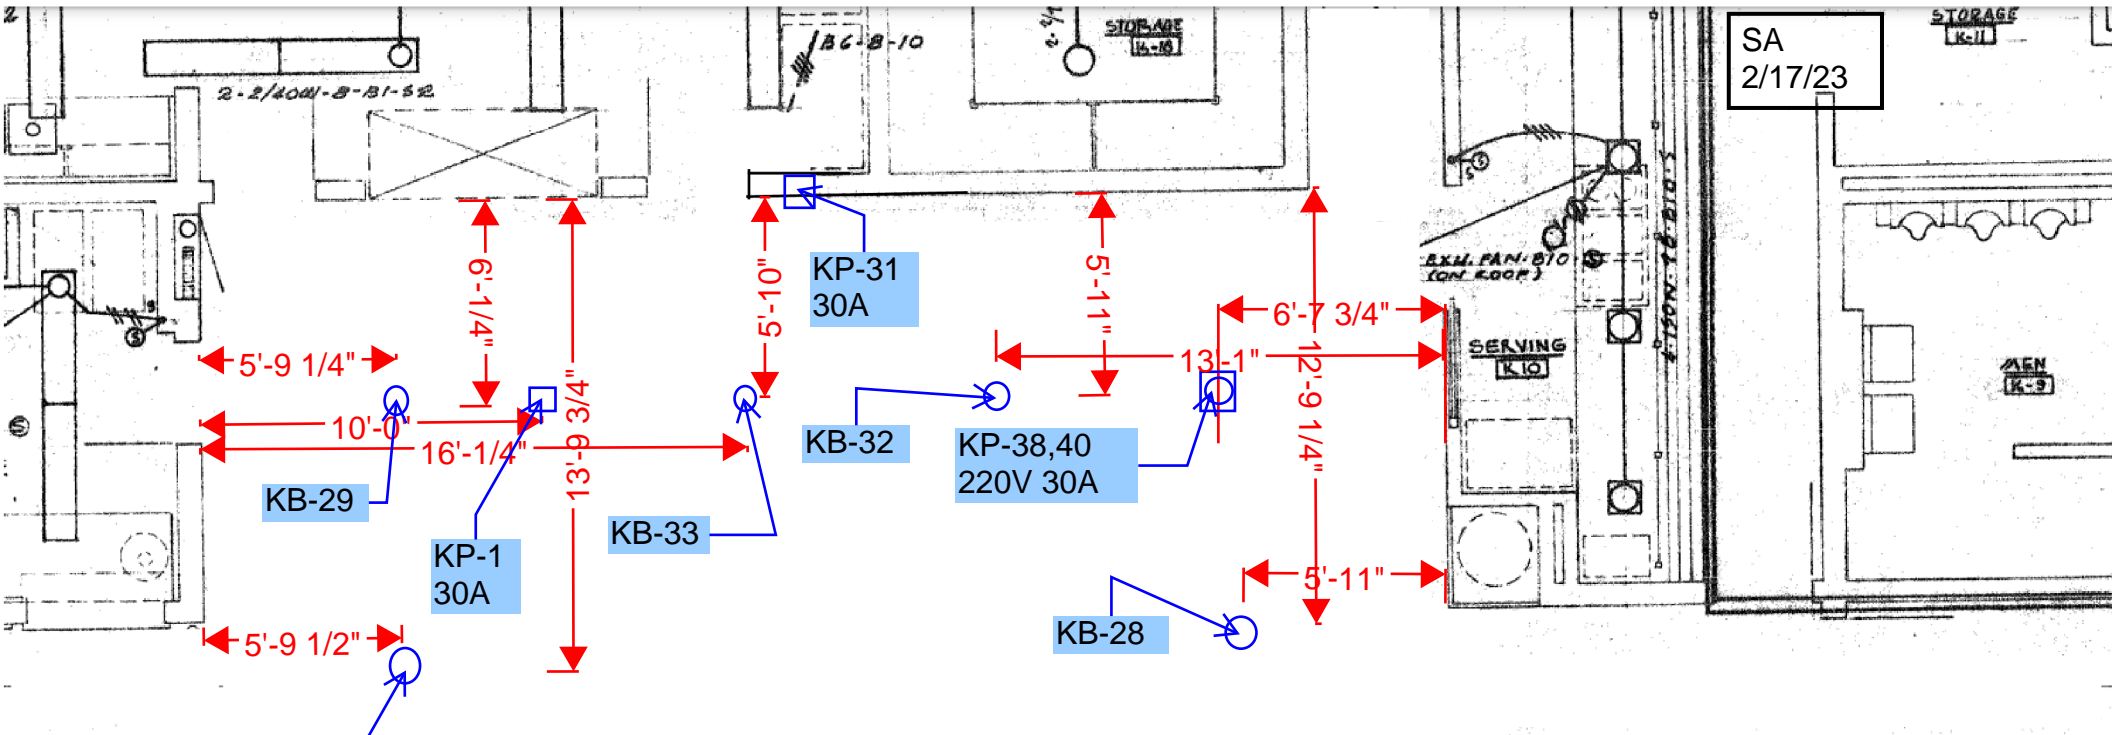 2
2-2/40W-B-B1-S2
B6-B-10
2-2/1
STORAGE
K-18
SA
2/17/23
STORAGE
K-11
S
S
EXH. FAN-B10
(ON ROOF)
S
SERVING
K10
MEN
K-9
S
S
KP-31
30A
6'-1/4"
5'-10"
5'-11"
6'-7 3/4"
5'-9 1/4"
13'-1"
12'-9 1/4"
13'-9 3/4"
10'-0"
16'-1/4"
KB-32
KP-38,40
220V 30A
KB-29
KB-33
KP-1
30A
5'-11"
KB-28
5'-9 1/2"